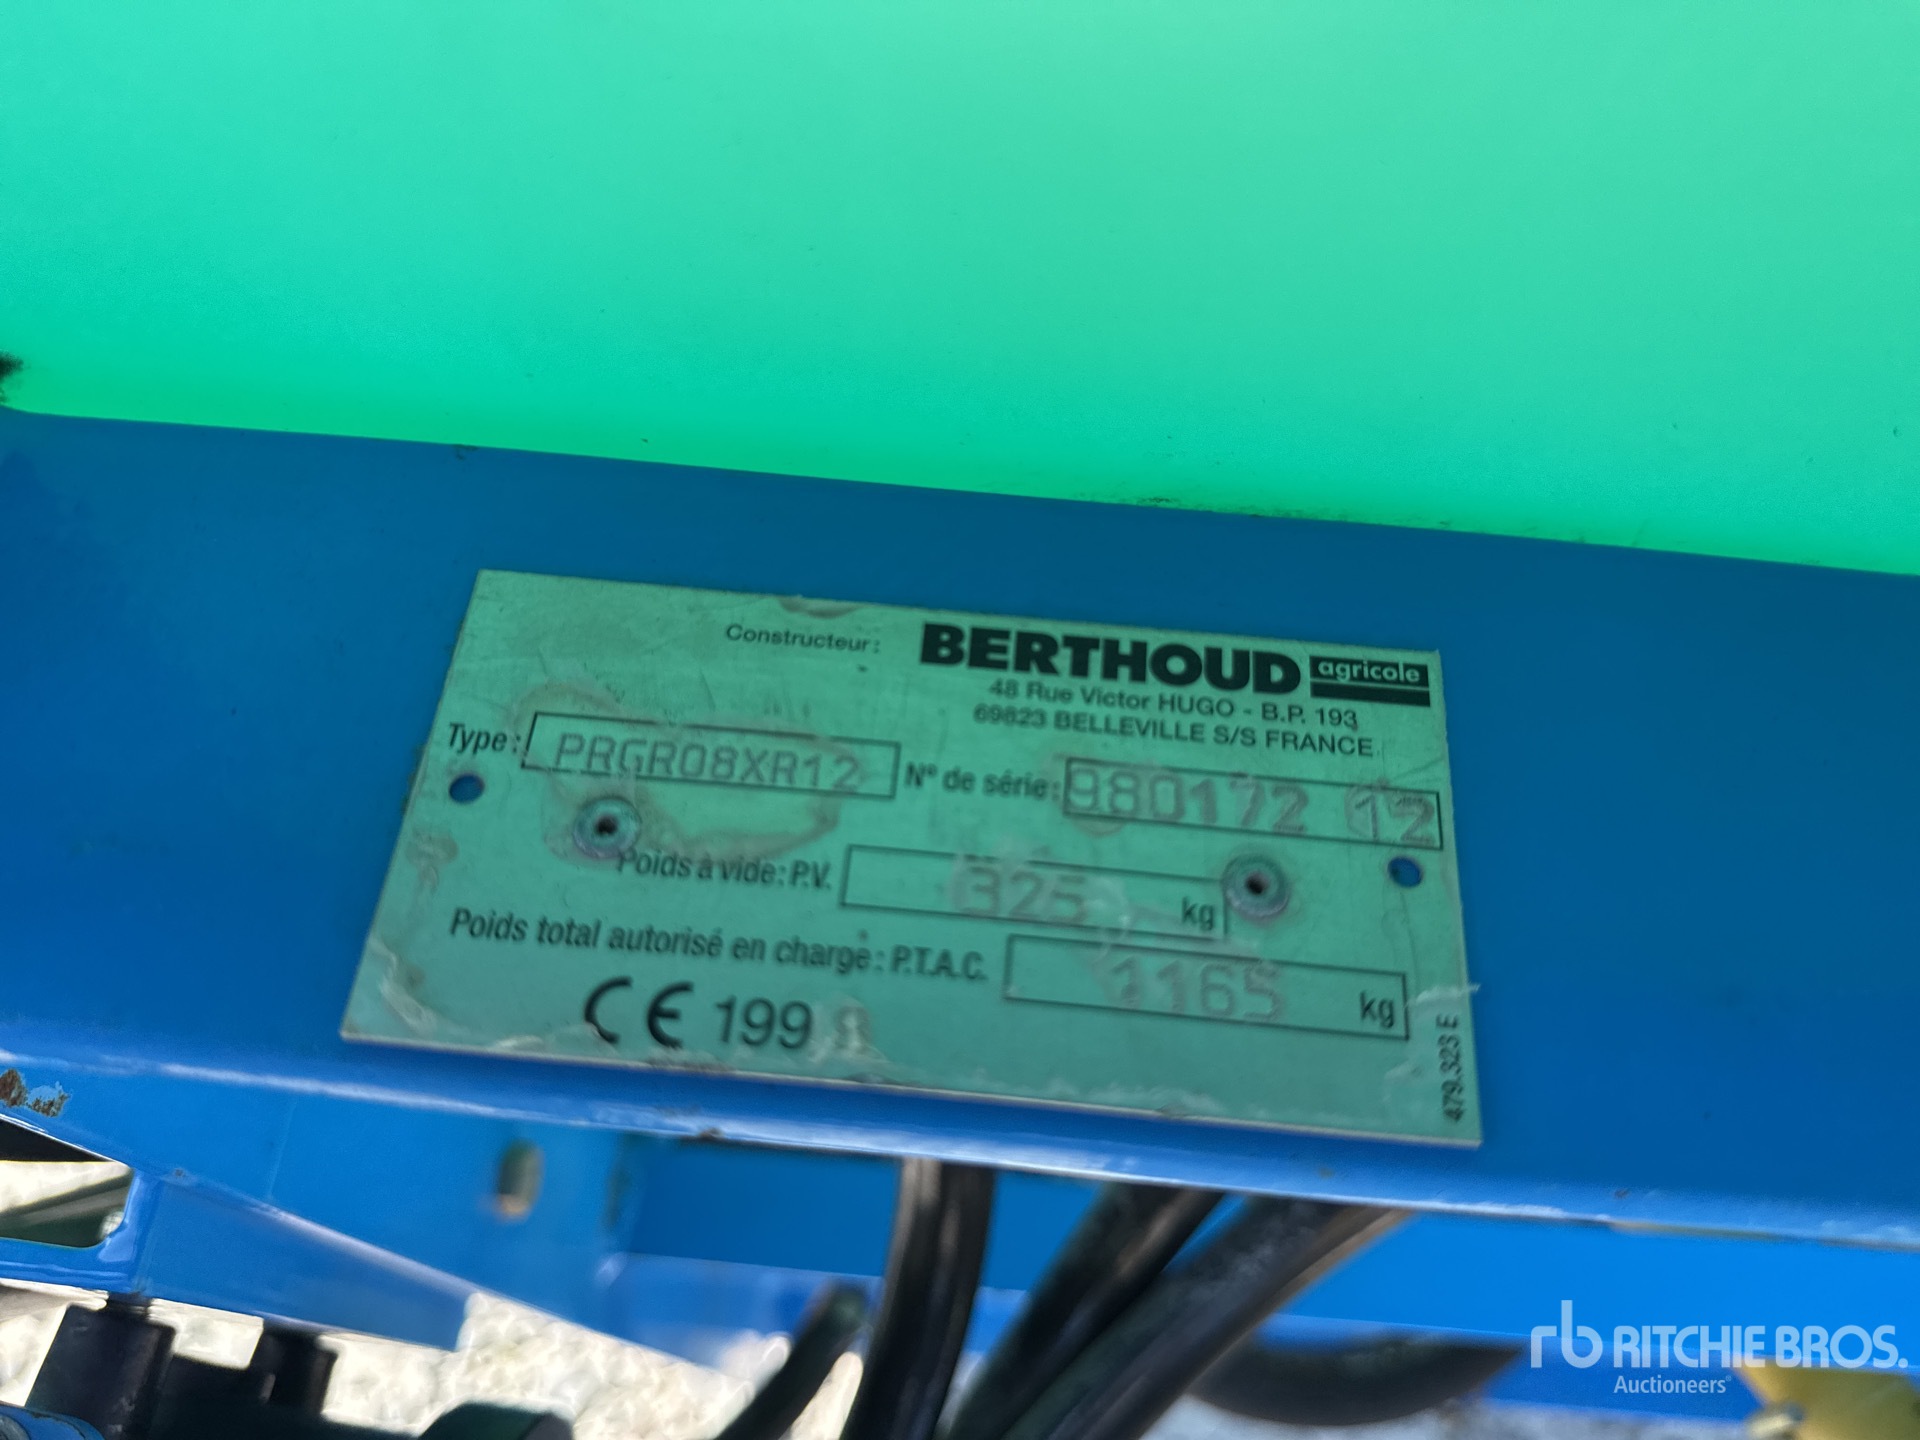 Constructeur: BERTHOUD agricole
48 Rue Victor HUGO - B.P. 193
69823 BELLEVILLE S/S FRANCE
Type: PRGR08XR12 N° de série: 980172 12
Poids à vide: P.V. 325 kg
Poids total autorisé en charge: P.T.A.C. 1165 kg
CE 199
479.323 E
rb RITCHIE BROS.
Auctioneers